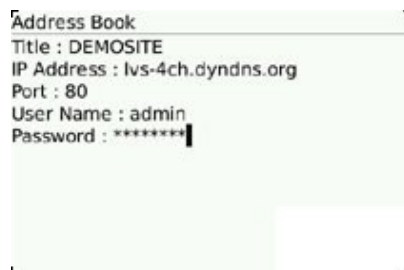 Address Book
Title : DEMOSITE
IP Address : lvs-4ch.dyndns.org
Port : 80
User Name : admin
Password : ********